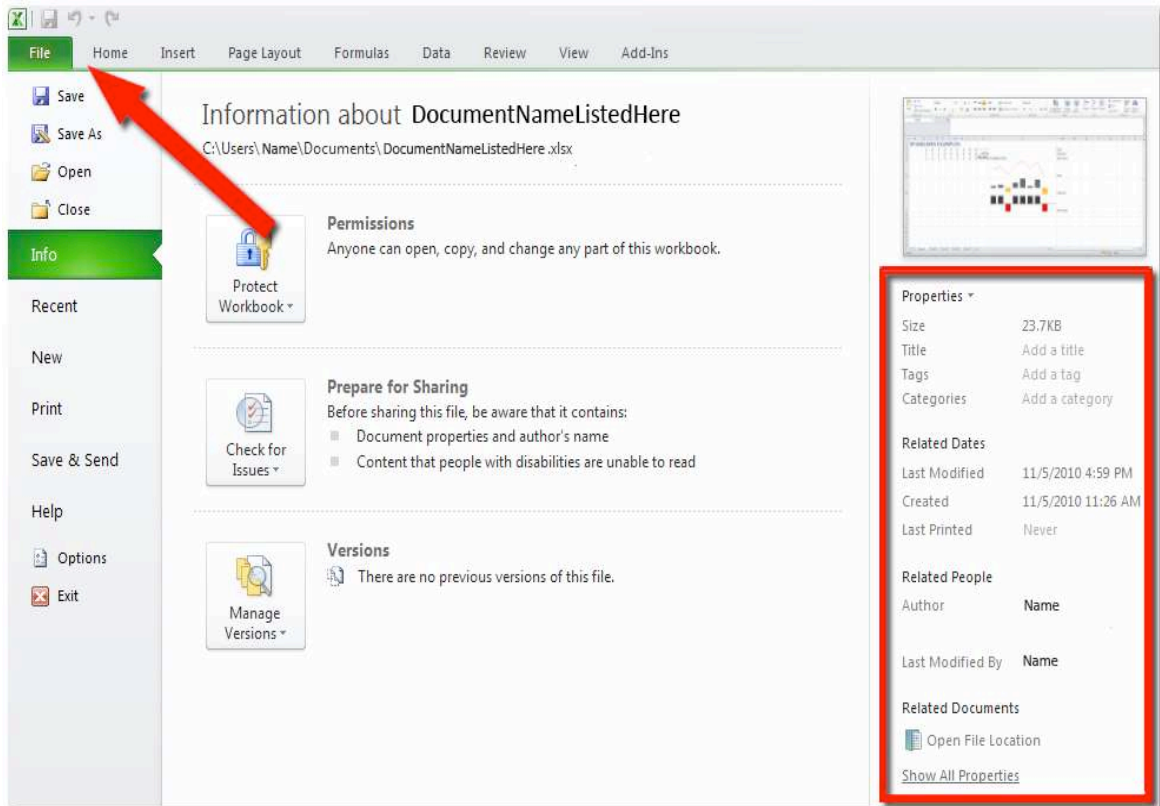 File Home Insert Page Layout Formulas Data Review View Add-Ins
Save
Save As
Open
Close
Info
Recent
New
Print
Save & Send
Help
Options
Exit
Information about DocumentNameListedHere
C:\Users\Name\Documents\DocumentNameListedHere .xlsx
Protect
Workbook
Permissions
Anyone can open, copy, and change any part of this workbook.
Check for
Issues
Prepare for Sharing
Before sharing this file, be aware that it contains:
Document properties and author's name
Content that people with disabilities are unable to read
Manage
Versions
Versions
There are no previous versions of this file.
Properties
Size 23.7KB
Title Add a title
Tags Add a tag
Categories Add a category
Related Dates
Last Modified 11/5/2010 4:59 PM
Created 11/5/2010 11:26 AM
Last Printed Never
Related People
Author Name
Last Modified By Name
Related Documents
Open File Location
Show All Properties